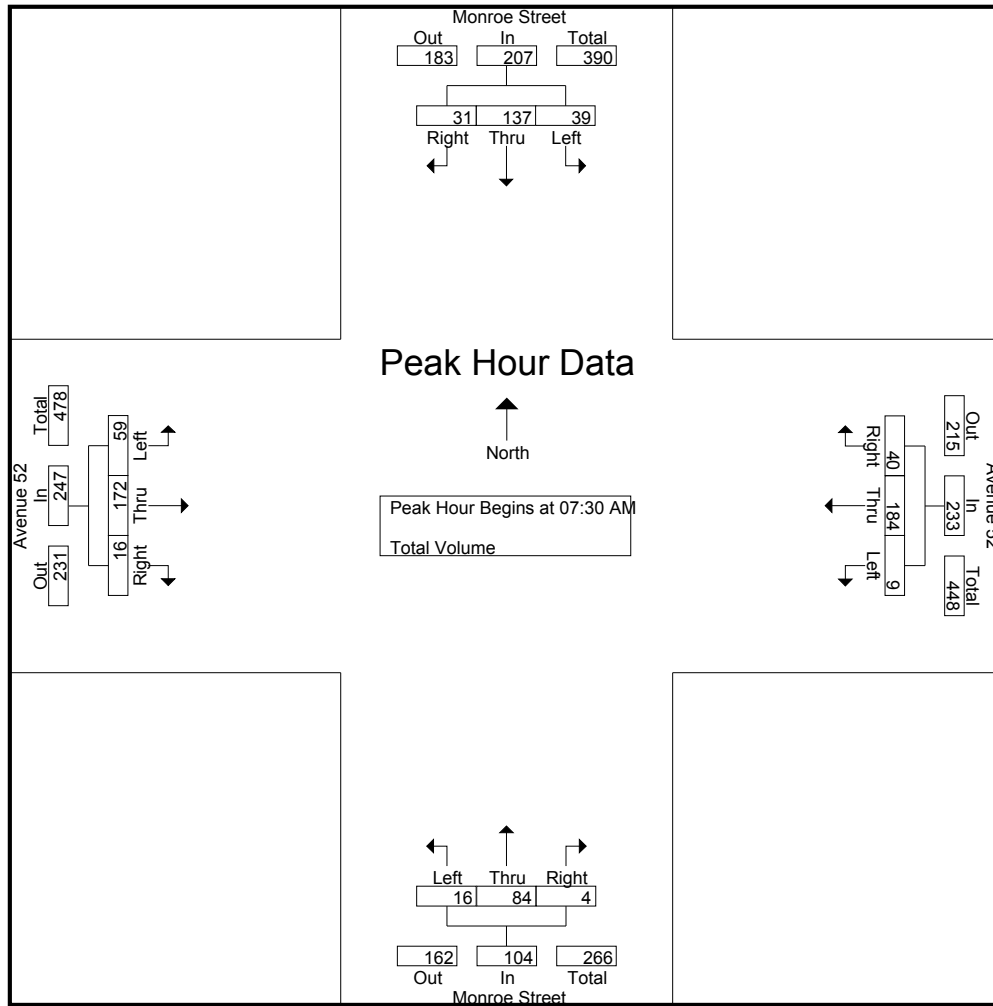 Monroe Street
Out In Total
183 207 390
31 137 39
Right Thru Left
Peak Hour Data
North
Peak Hour Begins at 07:30 AM
Total Volume
Avenue 52
Total In Out
478 247 231
59 172 16
Left Thru Right
Avenue 52
Out In Total
215 233 448
40 184 9
Right Thru Left
Left Thru Right
16 84 4
162 104 266
Out In Total
Monroe Street